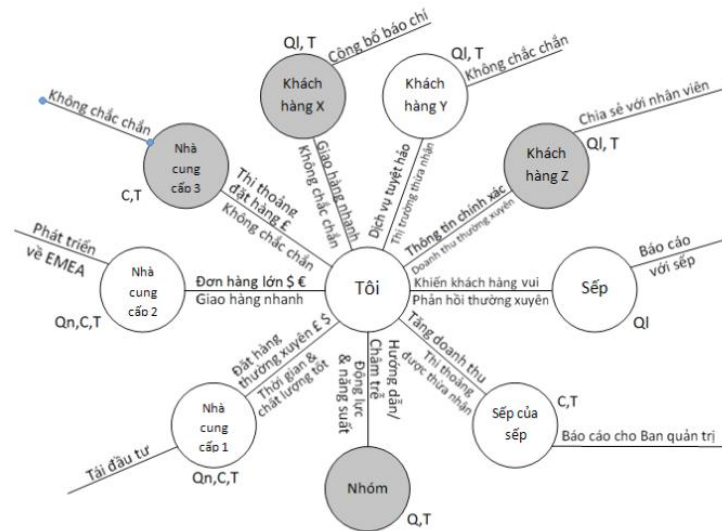 Ql, T
Công bố báo chí
Khách
hàng X
Giao hàng nhanh
Không chắc chắn
Ql, T
Không chắc chắn
Khách
hàng Y
Dịch vụ tuyệt hảo
Thị trường thừa nhận
Chia sẻ với nhân viên
Khách
hàng Z
Ql, T
Thông tin chính xác
Doanh thu thường xuyên
Không chắc chắn
Nhà
cung
cấp 3
C,T
Thi thoảng
đặt hàng £
Không chắc chắn
Phát triển
về EMEA
Nhà
cung
cấp 2
Qn,C,T
Đơn hàng lớn $ €
Giao hàng nhanh
Tôi
Khiến khách hàng vui
Phản hồi thường xuyên
Sếp
Báo cáo
với sếp
Ql
Đặt hàng
thường xuyên £ $
Thời gian &
chất lượng tốt
Nhà
cung
cấp 1
Tái đầu tư
Qn,C,T
Hướng dẫn/
Chậm trễ
Động lực
& năng suất
Nhóm
Q,T
Tăng doanh thu
Thi thoảng
được thừa nhận
Sếp của
sếp
C,T
Báo cáo cho Ban quản trị